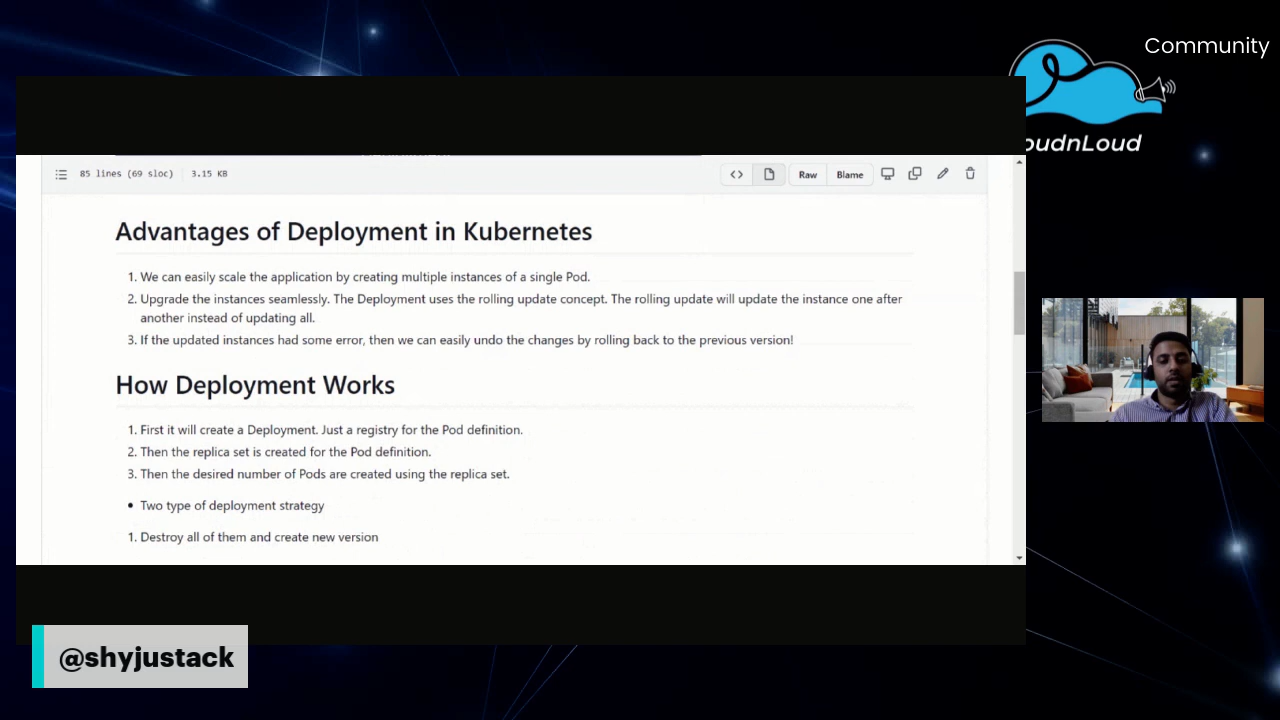 Community
oudnLoud
85 lines (69 sloc) 3.15 KB
Raw Blame
Advantages of Deployment in Kubernetes
1. We can easily scale the application by creating multiple instances of a single Pod.
2. Upgrade the instances seamlessly. The Deployment uses the rolling update concept. The rolling update will update the instance one after
another instead of updating all.
3. If the updated instances had some error, then we can easily undo the changes by rolling back to the previous version!
How Deployment Works
1. First it will create a Deployment. Just a registry for the Pod definition.
2. Then the replica set is created for the Pod definition.
3. Then the desired number of Pods are created using the replica set.
• Two type of deployment strategy
1. Destroy all of them and create new version
@shyjustack